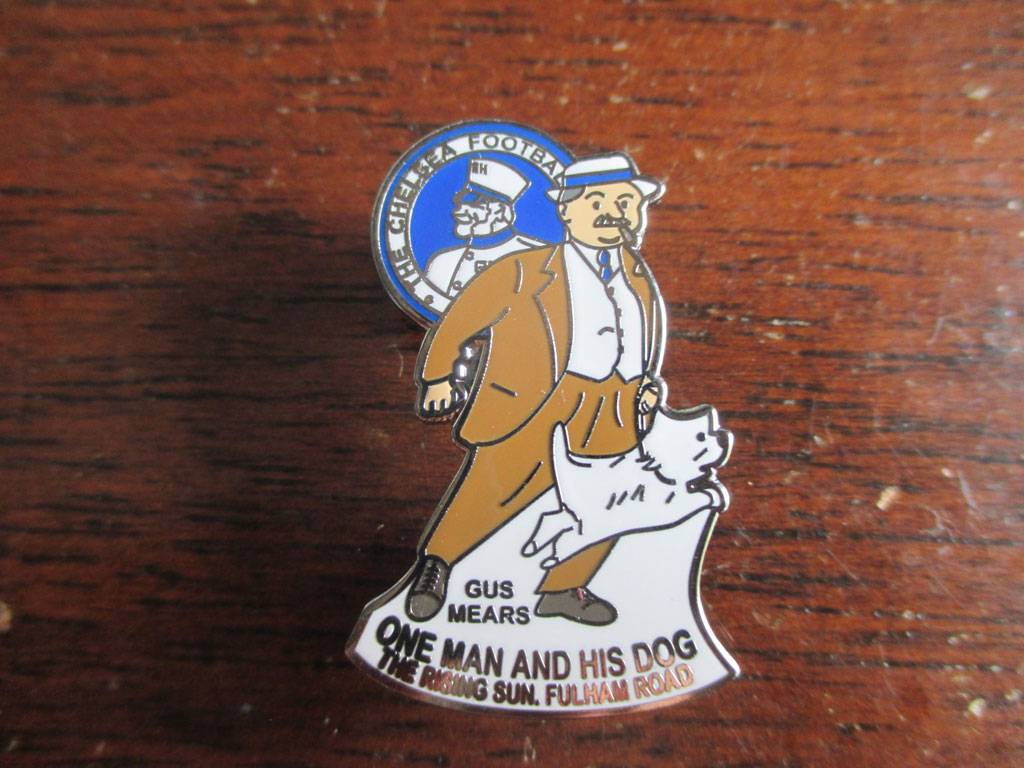 THE CHELSEA FOOTBA
GUS
MEARS
ONE MAN AND HIS DOG
THE RISING SUN. FULHAM ROAD